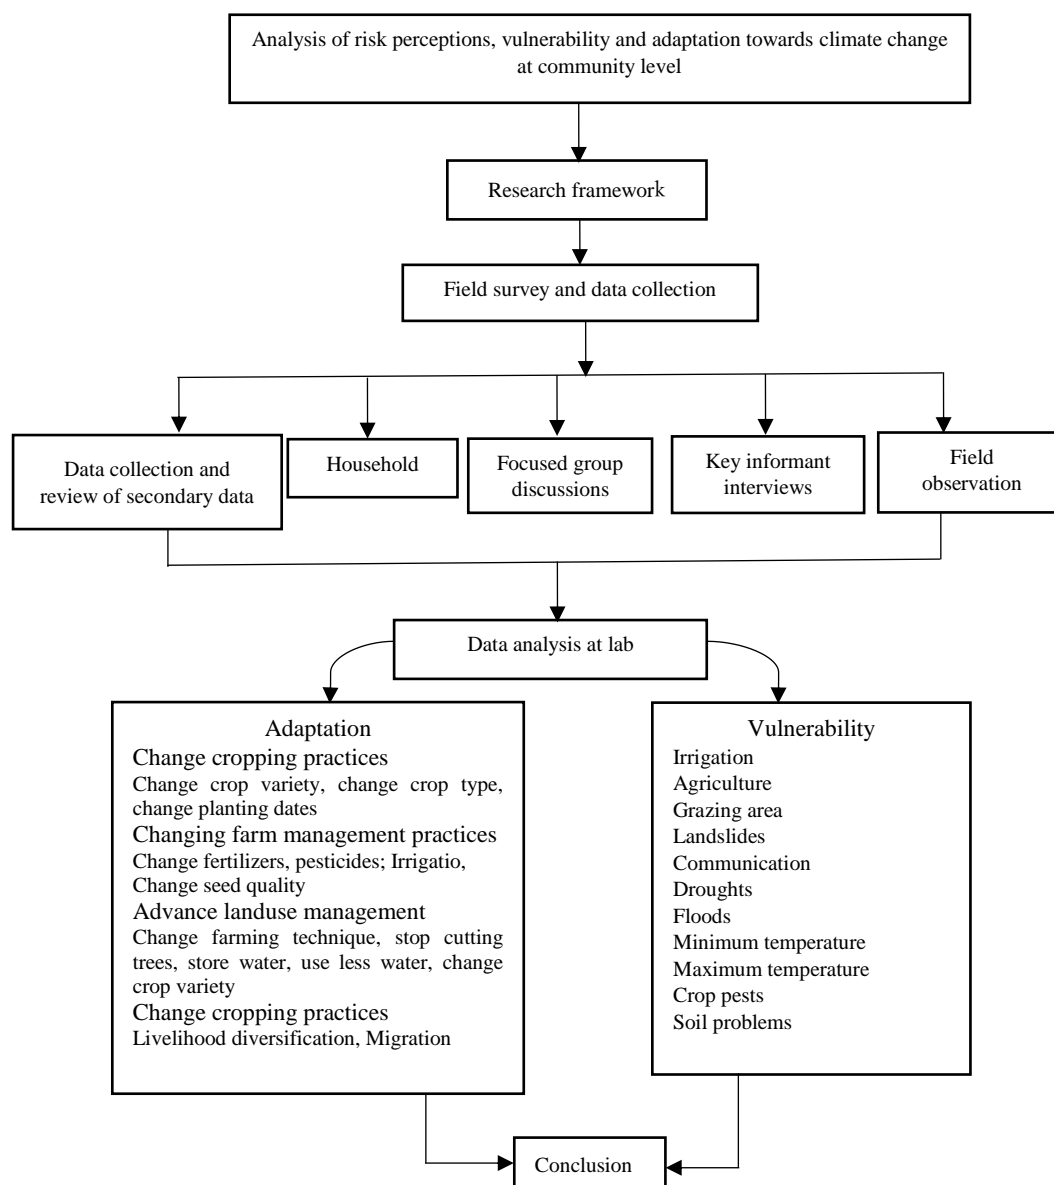 Analysis of risk perceptions, vulnerability and adaptation towards climate change
at community level
Research framework
Field survey and data collection
Data collection and
review of secondary data
Household
Focused group
discussions
Key informant
interviews
Field
observation
Data analysis at lab
Adaptation
Change cropping practices
Change crop variety, change crop type,
change planting dates
Changing farm management practices
Change fertilizers, pesticides; Irrigatio,
Change seed quality
Advance landuse management
Change farming technique, stop cutting
trees, store water, use less water, change
crop variety
Change cropping practices
Livelihood diversification, Migration
Vulnerability
Irrigation
Agriculture
Grazing area
Landslides
Communication
Droughts
Floods
Minimum temperature
Maximum temperature
Crop pests
Soil problems
Conclusion